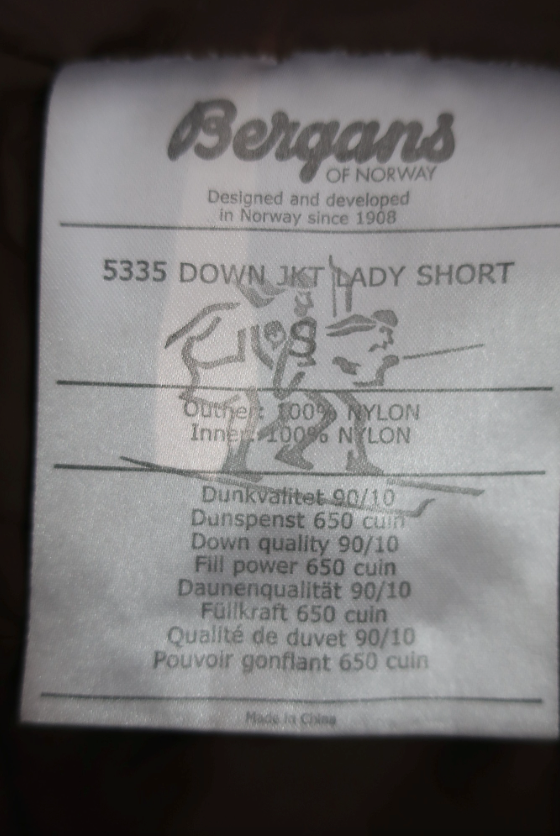 Bergans
OF NORWAY
Designed and developed
in Norway since 1908
5335 DOWN JKT LADY SHORT
S
Outher: 100% NYLON
Inner: 100% NYLON
Dunkvalitet 90/10
Dunspenst 650 cuin
Down quality 90/10
Fill power 650 cuin
Daunenqualität 90/10
Füllkraft 650 cuin
Qualité de duvet 90/10
Pouvoir gonflant 650 cuin
Made in China